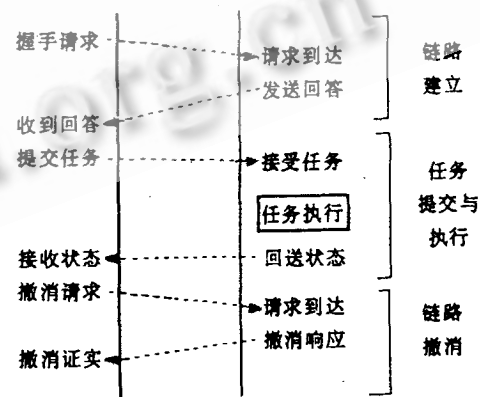 握手请求
请求到达
发送回答
收到回答
提交任务
接受任务
任务执行
接收状态
回送状态
撤消请求
请求到达
撤消响应
撤消证实
链路
建立
任务
提交与
执行
链路
撤消
.org.cn